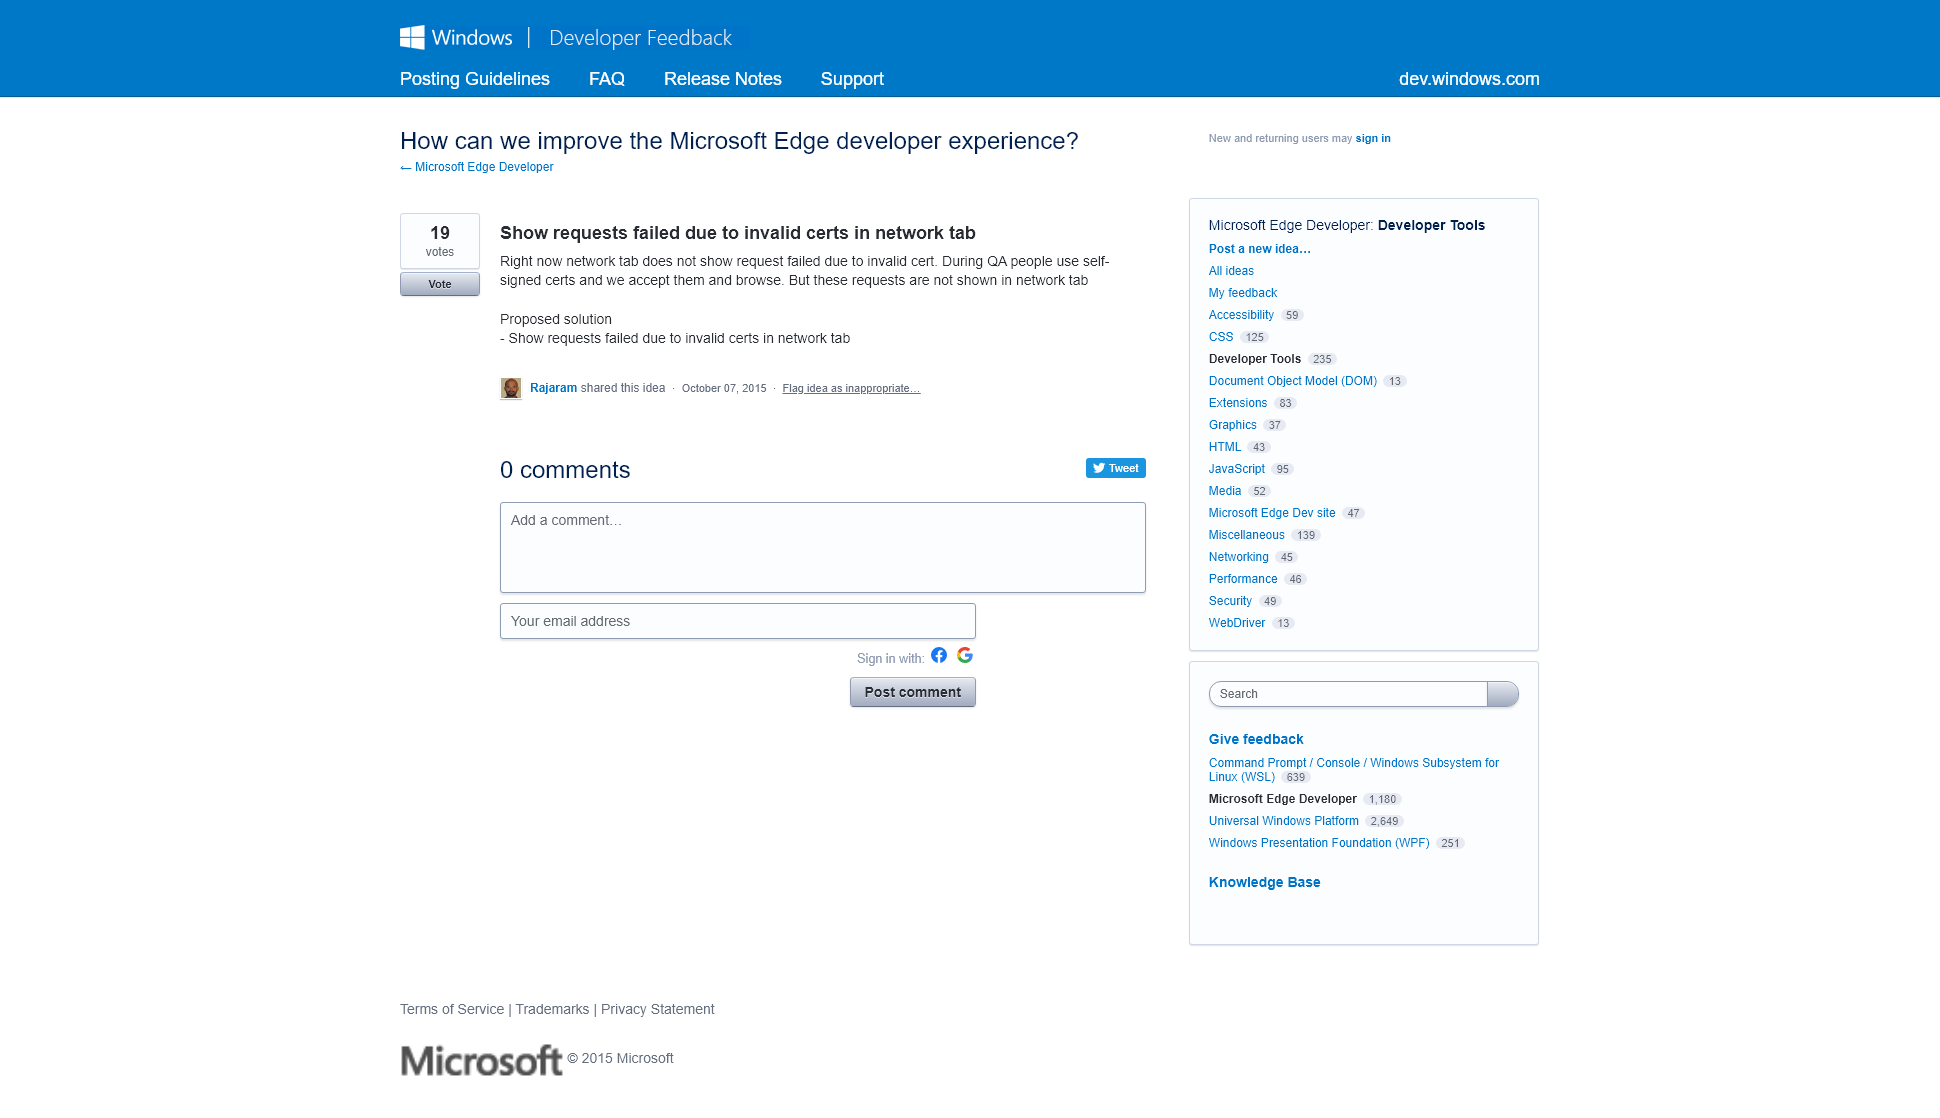 Windows | Developer Feedback
Posting Guidelines FAQ Release Notes Support dev.windows.com
How can we improve the Microsoft Edge developer experience?
← Microsoft Edge Developer
New and returning users may sign in
19
votes
Vote
Show requests failed due to invalid certs in network tab
Right now network tab does not show request failed due to invalid cert. During QA people use self-
signed certs and we accept them and browse. But these requests are not shown in network tab
Proposed solution
- Show requests failed due to invalid certs in network tab
Rajaram shared this idea · October 07, 2015 · Flag idea as inappropriate…
0 comments
Tweet
Add a comment…
Your email address
Sign in with:
Post comment
Microsoft Edge Developer: Developer Tools
Post a new idea…
All ideas
My feedback
Accessibility 59
CSS 125
Developer Tools 235
Document Object Model (DOM) 13
Extensions 83
Graphics 37
HTML 43
JavaScript 95
Media 52
Microsoft Edge Dev site 47
Miscellaneous 139
Networking 45
Performance 46
Security 49
WebDriver 13
Search
Give feedback
Command Prompt / Console / Windows Subsystem for
Linux (WSL) 639
Microsoft Edge Developer 1,180
Universal Windows Platform 2,649
Windows Presentation Foundation (WPF) 251
Knowledge Base
Terms of Service | Trademarks | Privacy Statement
Microsoft © 2015 Microsoft